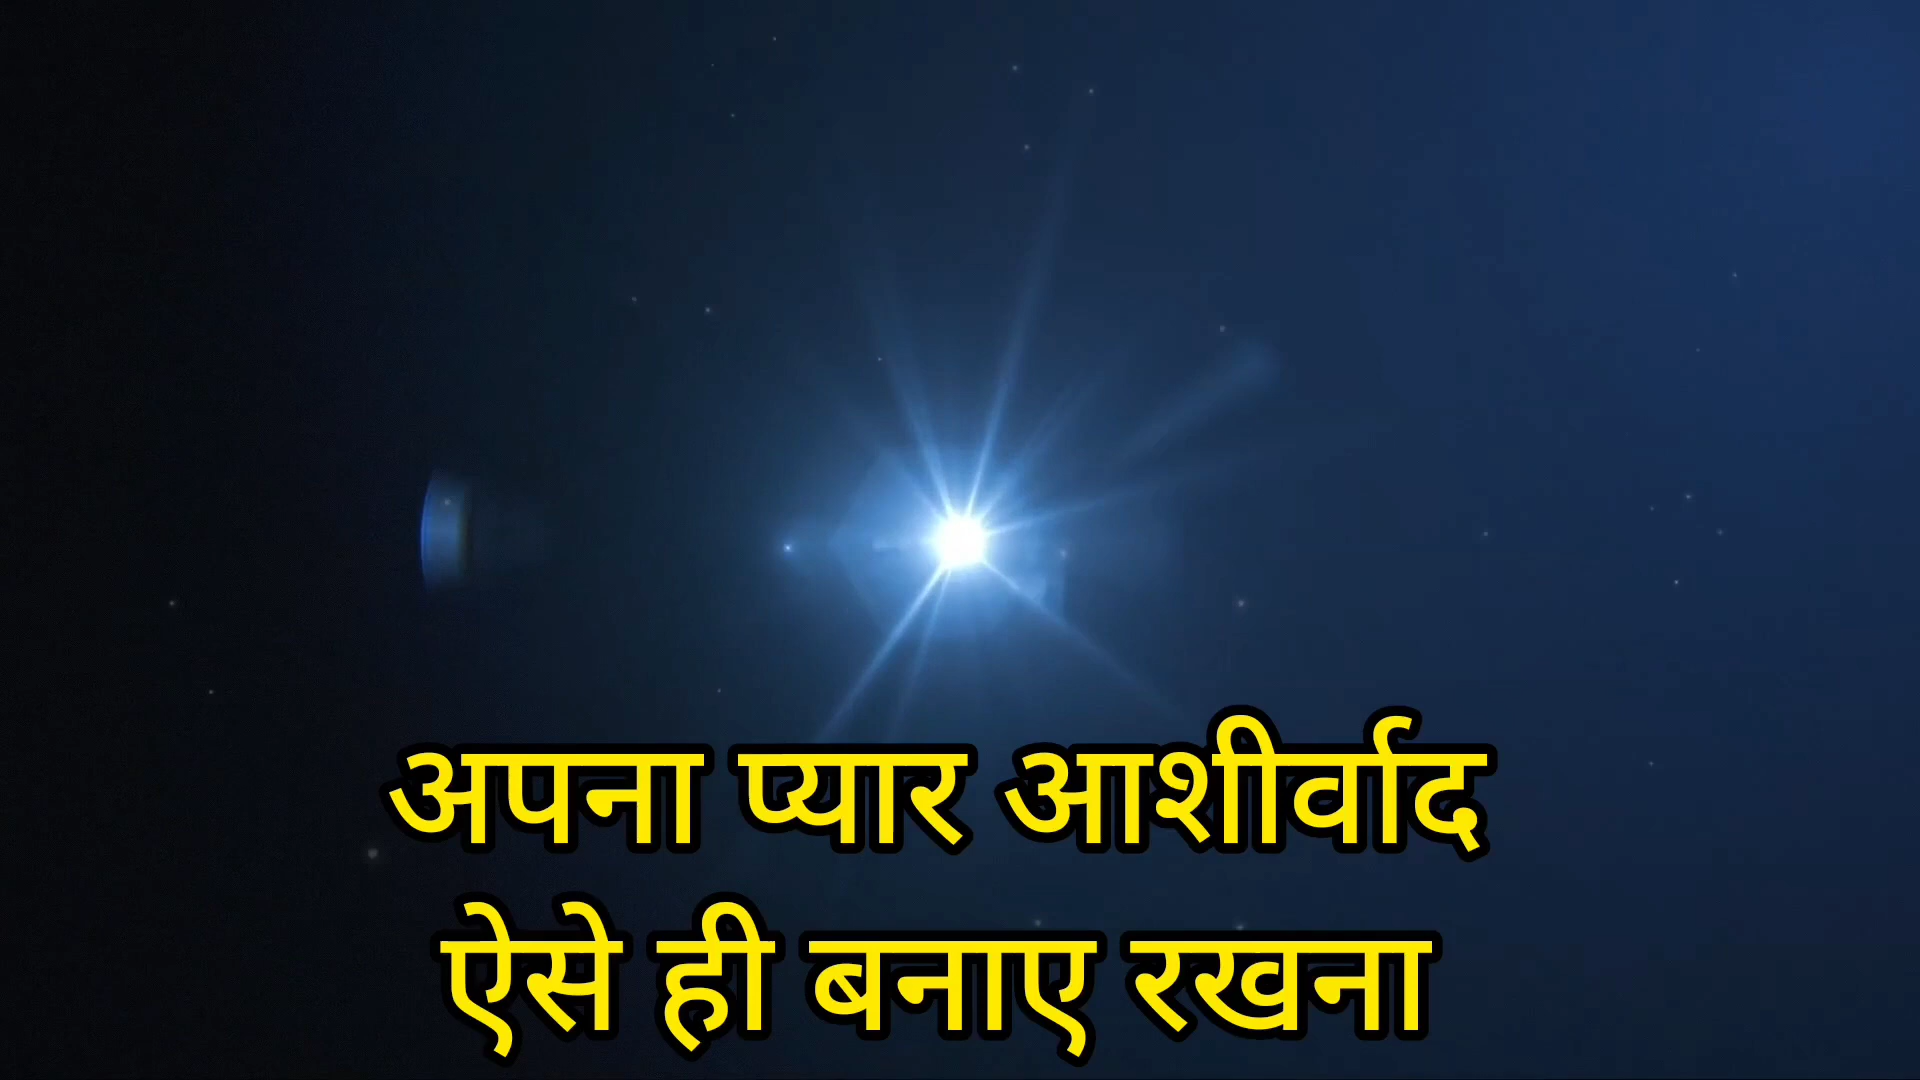 अपना प्यार आशीर्वाद
ऐसे ही बनाए रखना